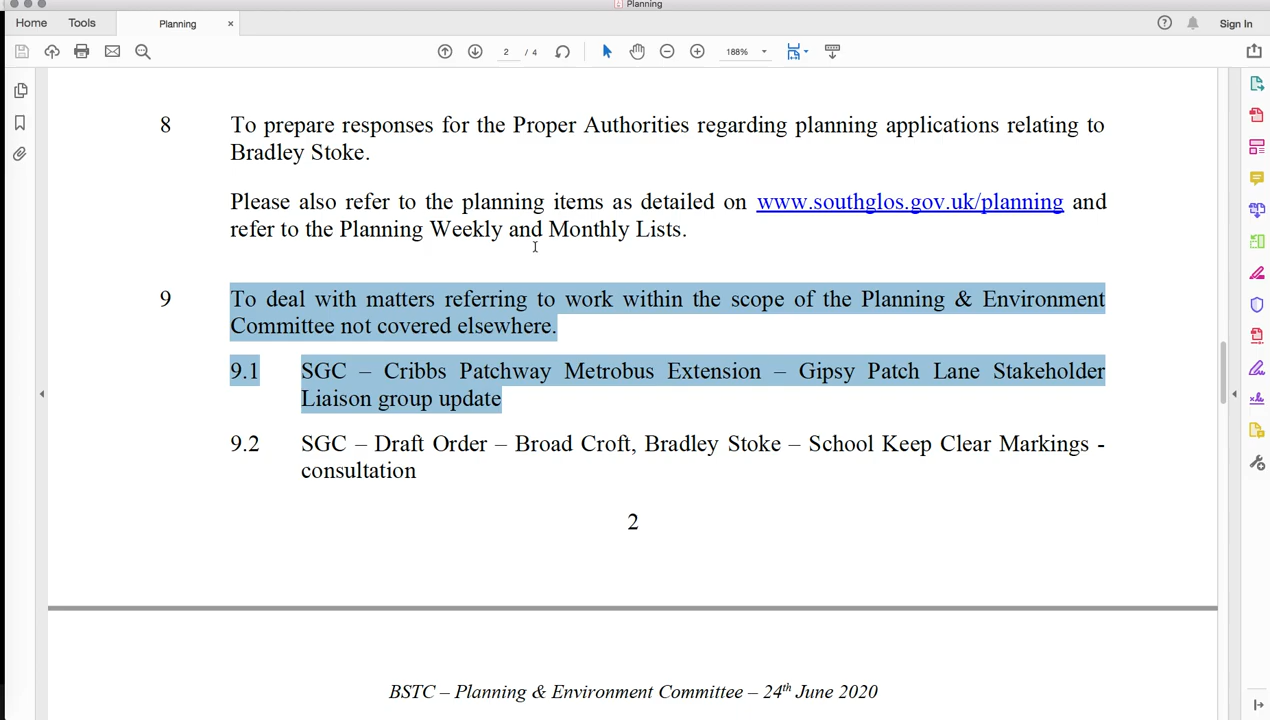 Planning
Home Tools Planning × Sign In
2 / 4 188%
8 To prepare responses for the Proper Authorities regarding planning applications relating to
Bradley Stoke.
Please also refer to the planning items as detailed on www.southglos.gov.uk/planning and
refer to the Planning Weekly and Monthly Lists.
9 To deal with matters referring to work within the scope of the Planning & Environment
Committee not covered elsewhere.
9.1 SGC – Cribbs Patchway Metrobus Extension – Gipsy Patch Lane Stakeholder
Liaison group update
9.2 SGC – Draft Order – Broad Croft, Bradley Stoke – School Keep Clear Markings -
consultation
2
BSTC – Planning & Environment Committee – 24th June 2020